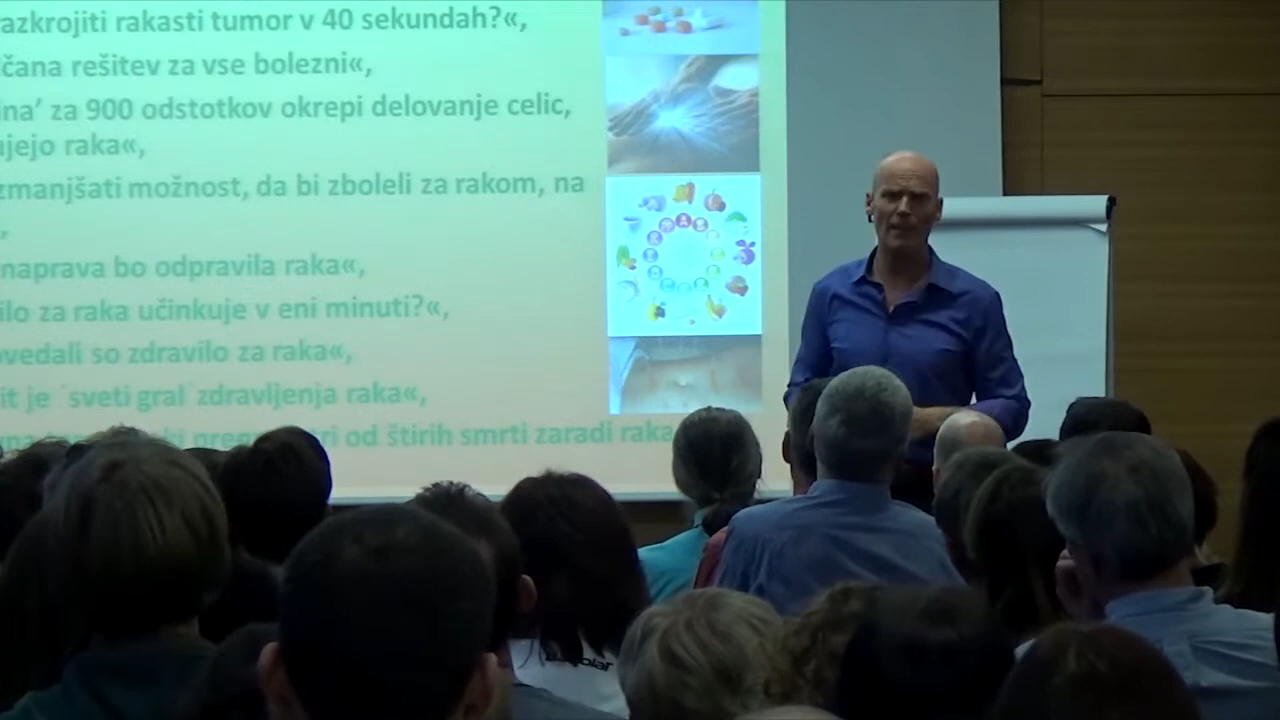 azkrojiti rakasti tumor v 40 sekundah?«,
čana rešitev za vse bolezni«,
ina’ za 900 odstotkov okrepi delovanje celic,
ujejo raka«,
zmanjšati možnost, da bi zboleli za rakom, na
naprava bo odpravila raka«,
ilo za raka učinkuje v eni minuti?«,
ovedali so zdravilo za raka«,
it je ´sveti gral´ zdravljenja raka«,
od štirih smrti zaradi raka